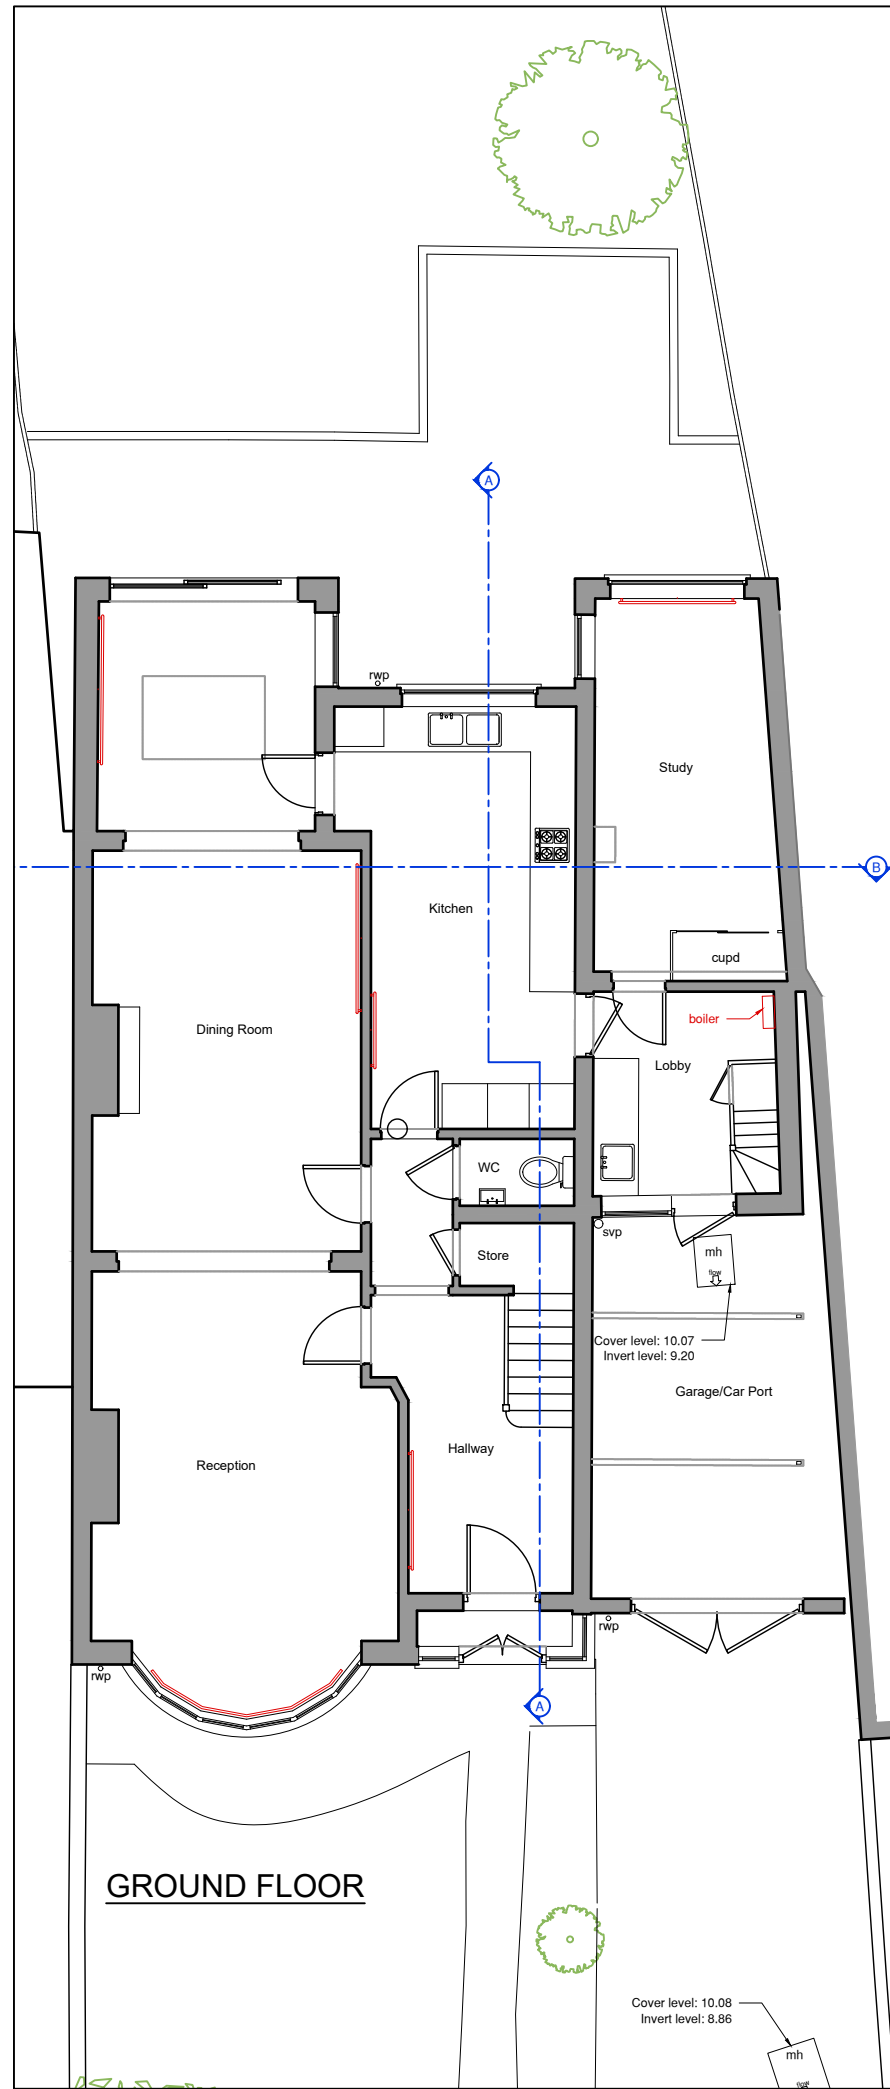 A
rwp
Study
B
Kitchen
cupd
boiler
Dining Room
Lobby
WC
svp
mh
flow
Store
Cover level: 10.07
Invert level: 9.20
Garage/Car Port
Hallway
Reception
rwp
rwp
A
GROUND FLOOR
Cover level: 10.08
Invert level: 8.86
mh
flow